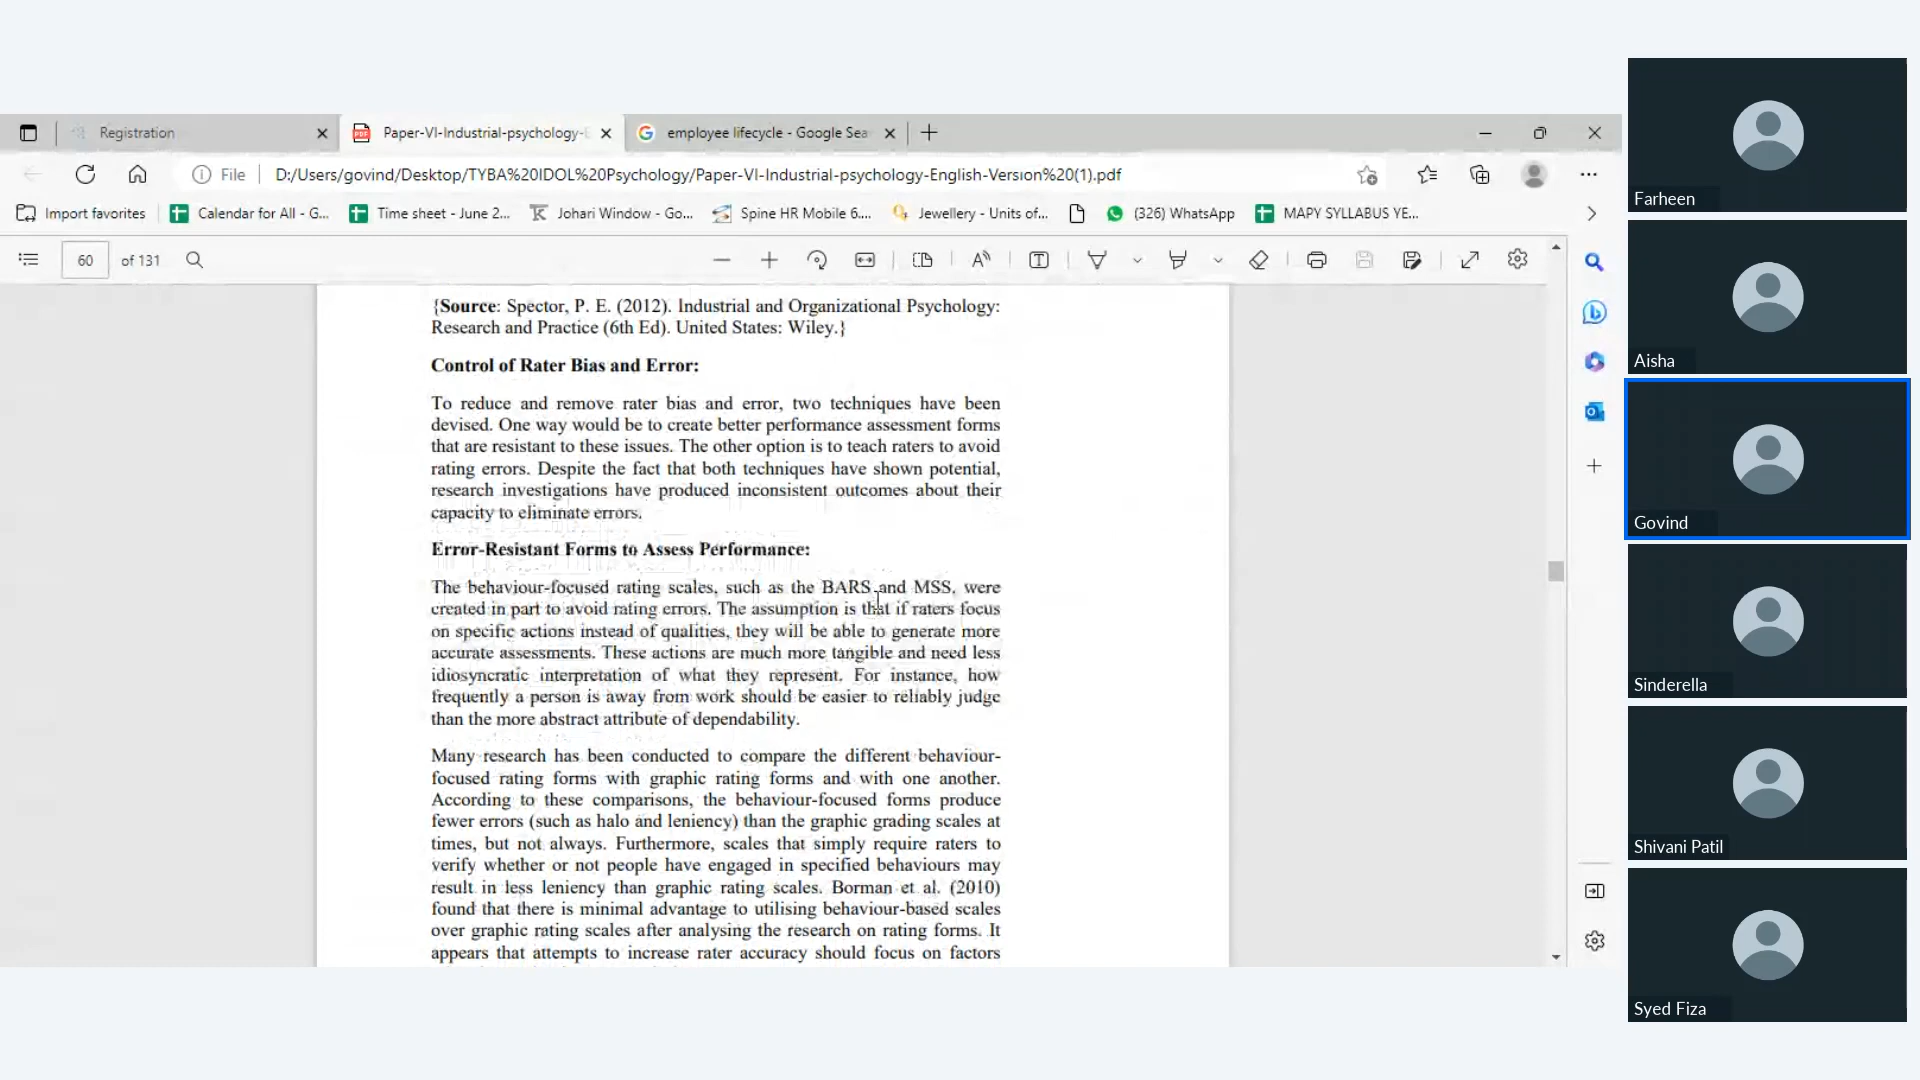 Registration
Paper-VI-Industrial-psychology-E
employee lifecycle - Google Sea
File
D:/Users/govind/Desktop/TYBA%20IDOL%20Psychology/Paper-VI-Industrial-psychology-English-Version%20(1).pdf
Import favorites
Calendar for All - G...
Time sheet - June 2...
Johari Window - Go...
Spine HR Mobile 6....
Jewellery - Units of...
(326) WhatsApp
MAPY SYLLABUS YE...
60 of 131
{Source: Spector, P. E. (2012). Industrial and Organizational Psychology:
Research and Practice (6th Ed). United States: Wiley.}
Control of Rater Bias and Error:
To reduce and remove rater bias and error, two techniques have been
devised. One way would be to create better performance assessment forms
that are resistant to these issues. The other option is to teach raters to avoid
rating errors. Despite the fact that both techniques have shown potential,
research investigations have produced inconsistent outcomes about their
capacity to eliminate errors.
Error-Resistant Forms to Assess Performance:
The behaviour-focused rating scales, such as the BARS and MSS, were
created in part to avoid rating errors. The assumption is that if raters focus
on specific actions instead of qualities, they will be able to generate more
accurate assessments. These actions are much more tangible and need less
idiosyncratic interpretation of what they represent. For instance, how
frequently a person is away from work should be easier to reliably judge
than the more abstract attribute of dependability.
Many research has been conducted to compare the different behaviour-
focused rating forms with graphic rating forms and with one another.
According to these comparisons, the behaviour-focused forms produce
fewer errors (such as halo and leniency) than the graphic grading scales at
times, but not always. Furthermore, scales that simply require raters to
verify whether or not people have engaged in specified behaviours may
result in less leniency than graphic rating scales. Borman et al. (2010)
found that there is minimal advantage to utilising behaviour-based scales
over graphic rating scales after analysing the research on rating forms. It
appears that attempts to increase rater accuracy should focus on factors
Farheen
Aisha
Govind
Sinderella
Shivani Patil
Syed Fiza